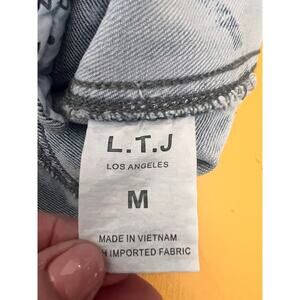 L.T.J
LOS ANGELES
M
MADE IN VIETNAM
IMPORTED FABRIC